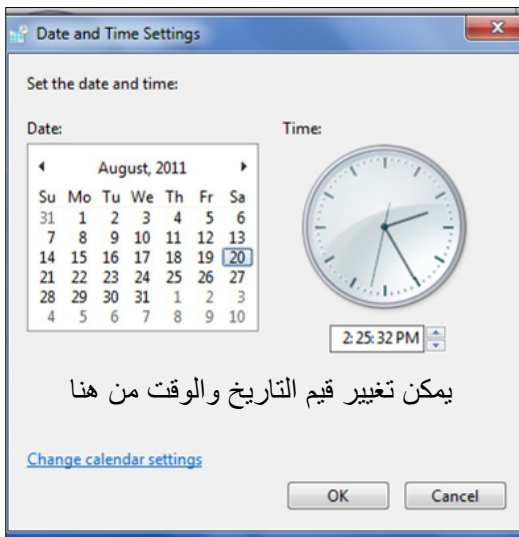 Date and Time Settings
Set the date and time:
Date:
Time:
August, 2011
Su Mo Tu We Th Fr Sa
31 1 2 3 4 5 6
7 8 9 10 11 12 13
14 15 16 17 18 19 20
21 22 23 24 25 26 27
28 29 30 31 1 2 3
4 5 6 7 8 9 10
2:25:32 PM
يمكن تغيير قيم التاريخ والوقت من هنا
Change calendar settings
OK Cancel